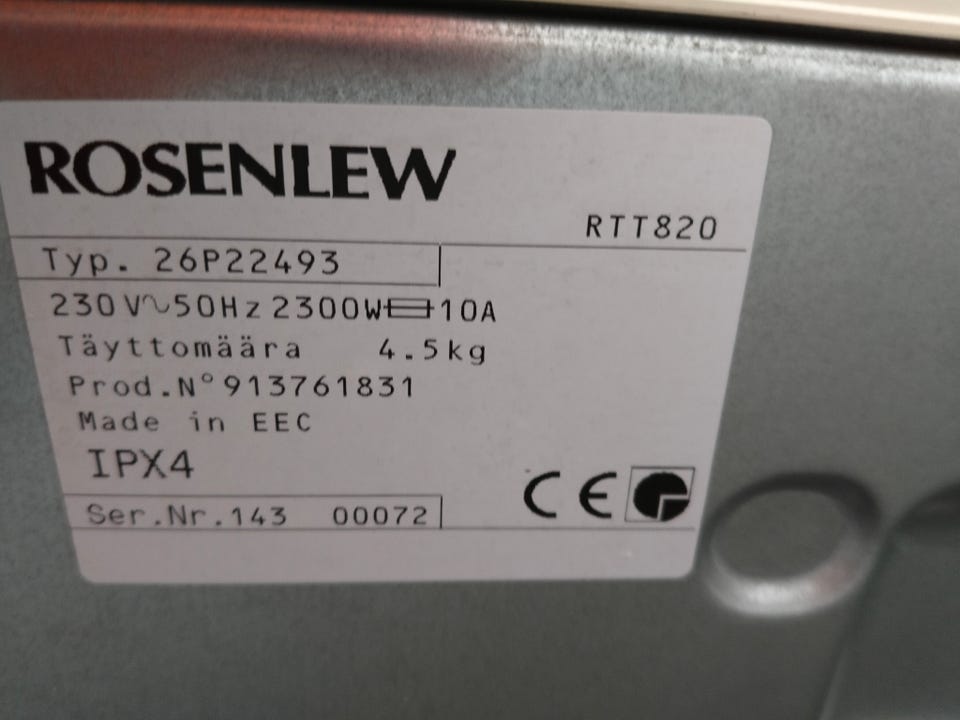 ROSENLEW
RTT820
Typ. 26P22493
230V~50Hz 2300W 10A
Täyttomäära 4.5kg
Prod.N°913761831
Made in EEC
IPX4
CE
Ser.Nr.143 00072